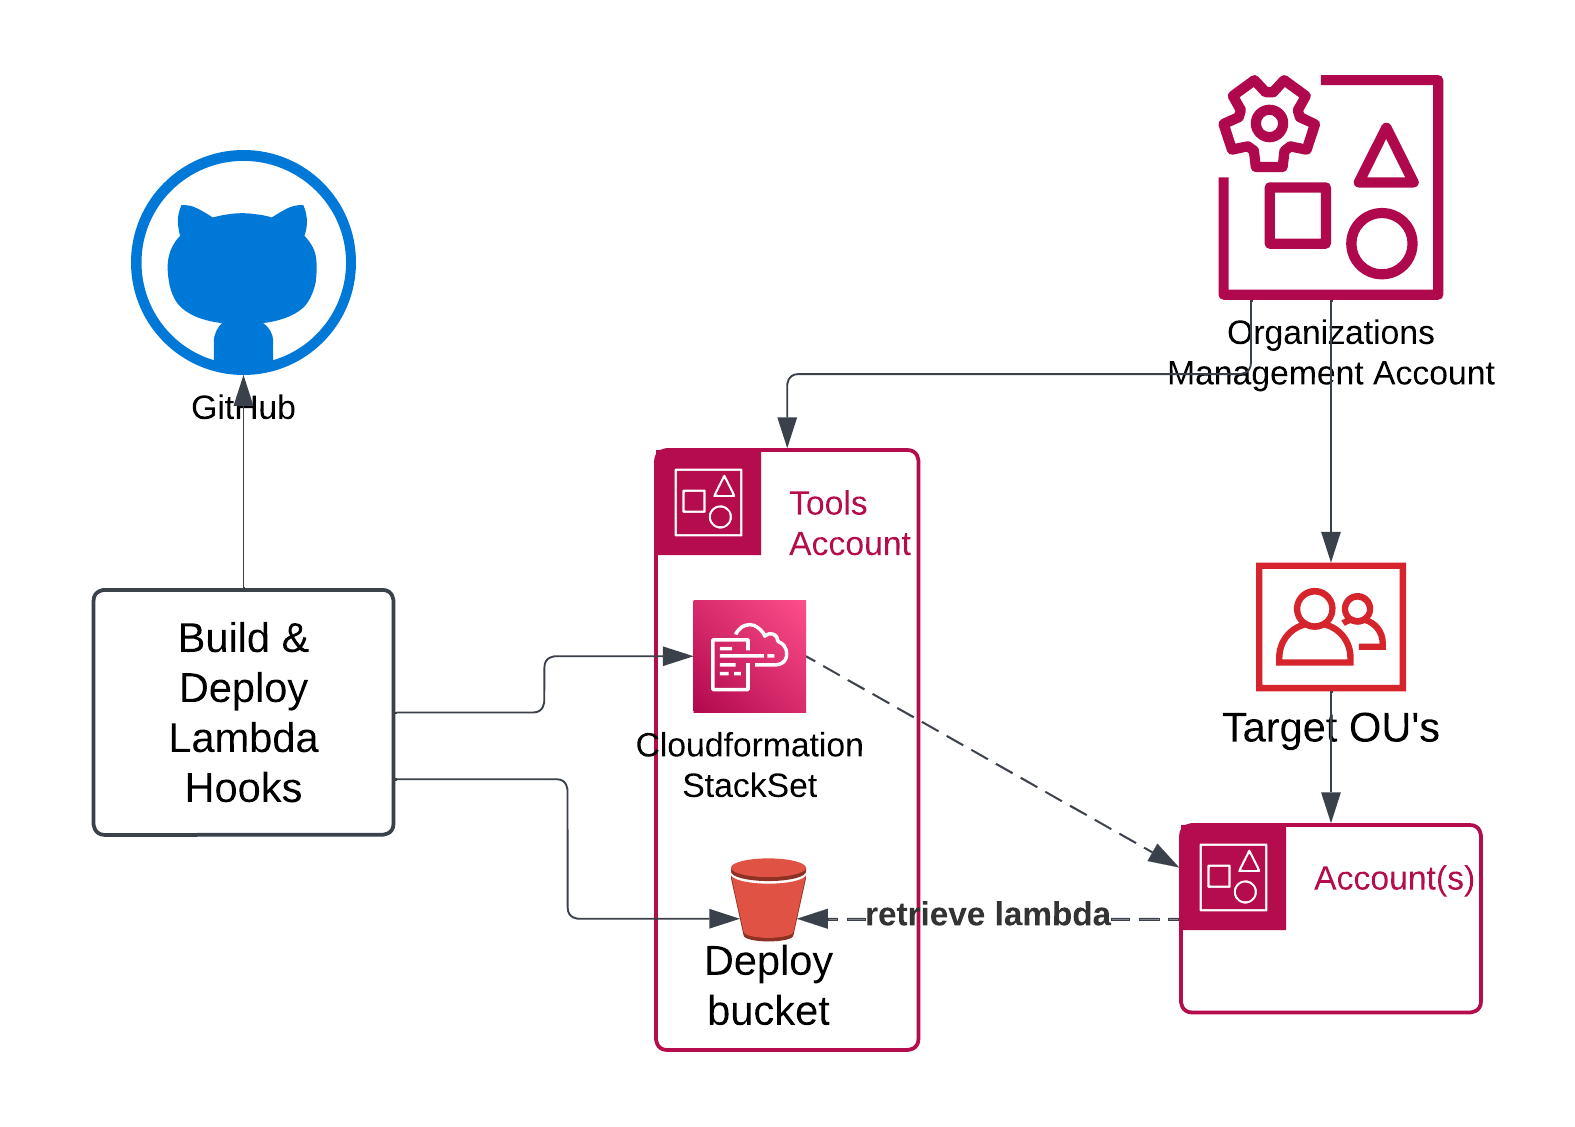 GitHub
Organizations
Management Account
Tools
Account
Build &
Deploy
Lambda
Hooks
Cloudformation
StackSet
Target OU's
Account(s)
retrieve lambda
Deploy
bucket